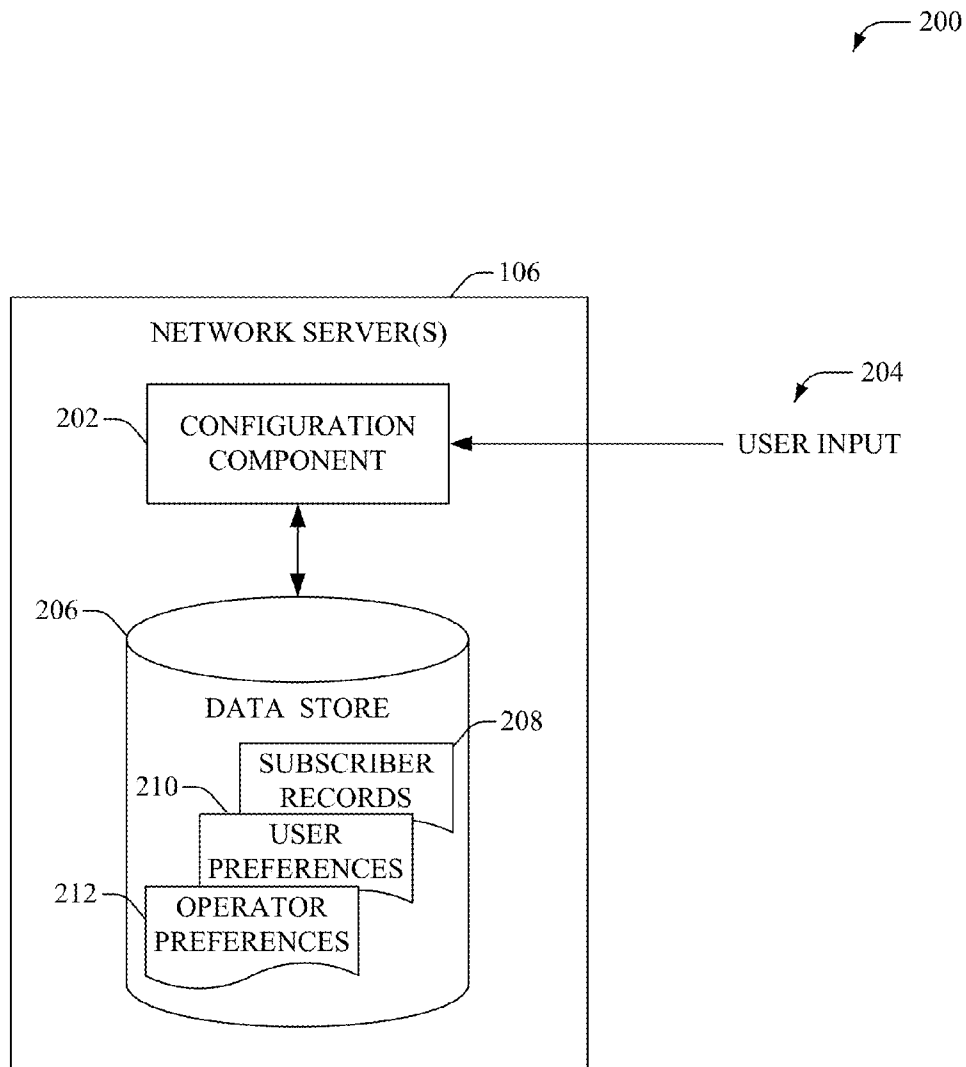 200
106
NETWORK SERVER(S)
204
202
CONFIGURATION
COMPONENT
USER INPUT
206
DATA STORE
208
SUBSCRIBER
RECORDS
210
USER
PREFERENCES
212
OPERATOR
PREFERENCES